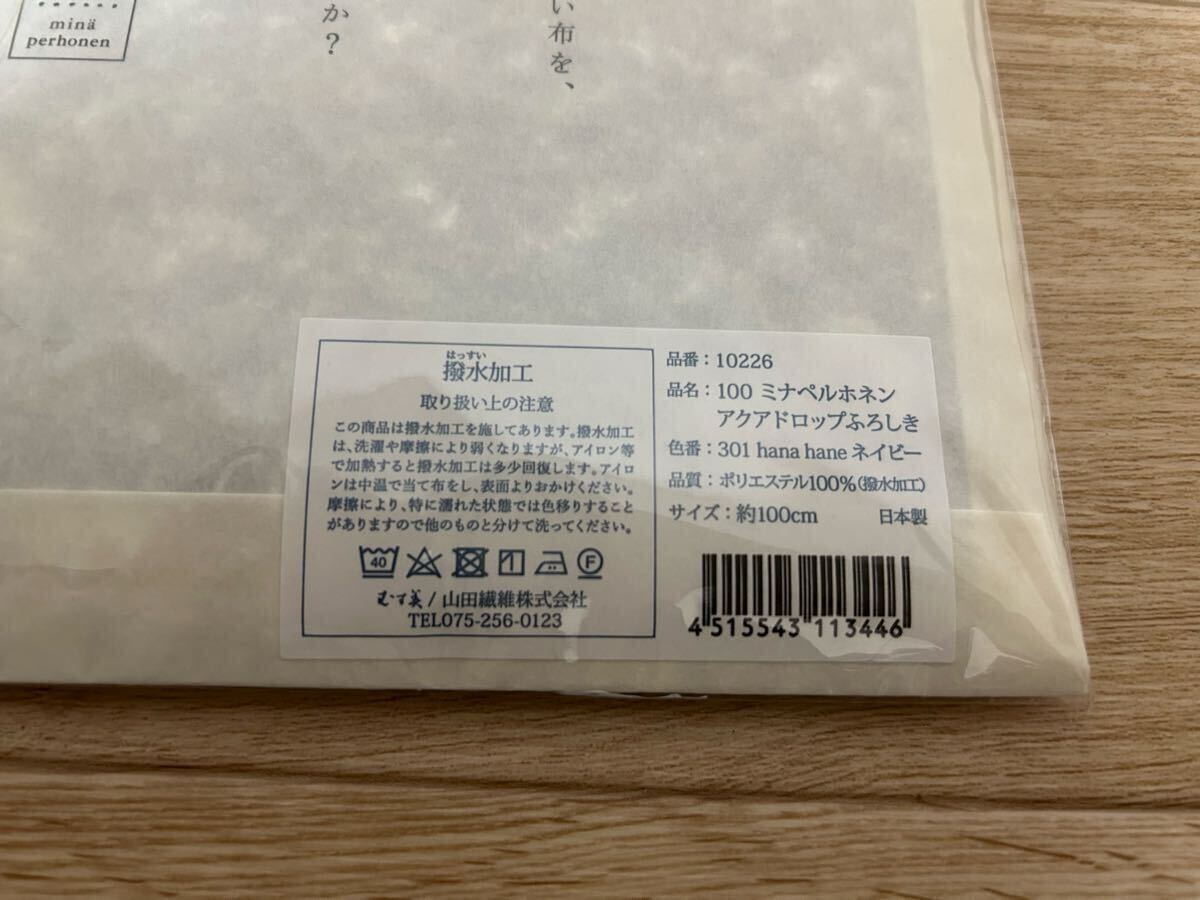 minä
perhonen
い布を、
か？
はっすい
撥水加工
取り扱い上の注意
この商品は撥水加工を施してあります。撥水加工
は、洗濯や摩擦により弱くなりますが、アイロン等
で加熱すると撥水加工は多少回復します。アイロ
ンは中温で当て布をし、表面よりおかけください。
摩擦により、特に濡れた状態では色移りすること
がありますので他のものと分けて洗ってください。
40 F
むす美/山田繊維株式会社
TEL075-256-0123
品番：10226
品名：100 ミナペルホネン
アクアドロップふろしき
色番：301 hana hane ネイビー
品質：ポリエステル100%(撥水加工)
サイズ：約100cm 日本製
4 515543 113446